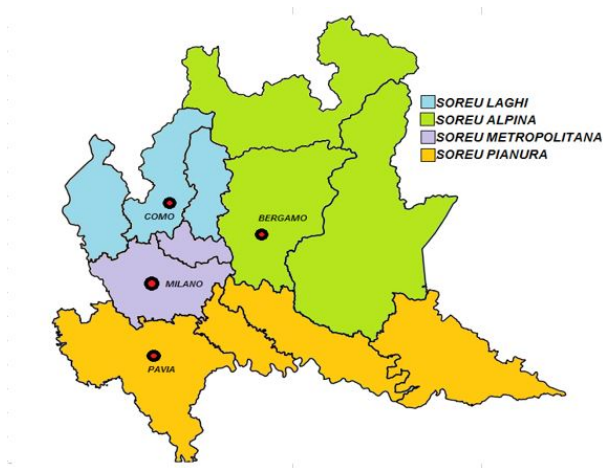 SOREU LAGHI
SOREU ALPINA
SOREU METROPOLITANA
SOREU PIANURA
COMO
BERGAMO
MILANO
PAVIA